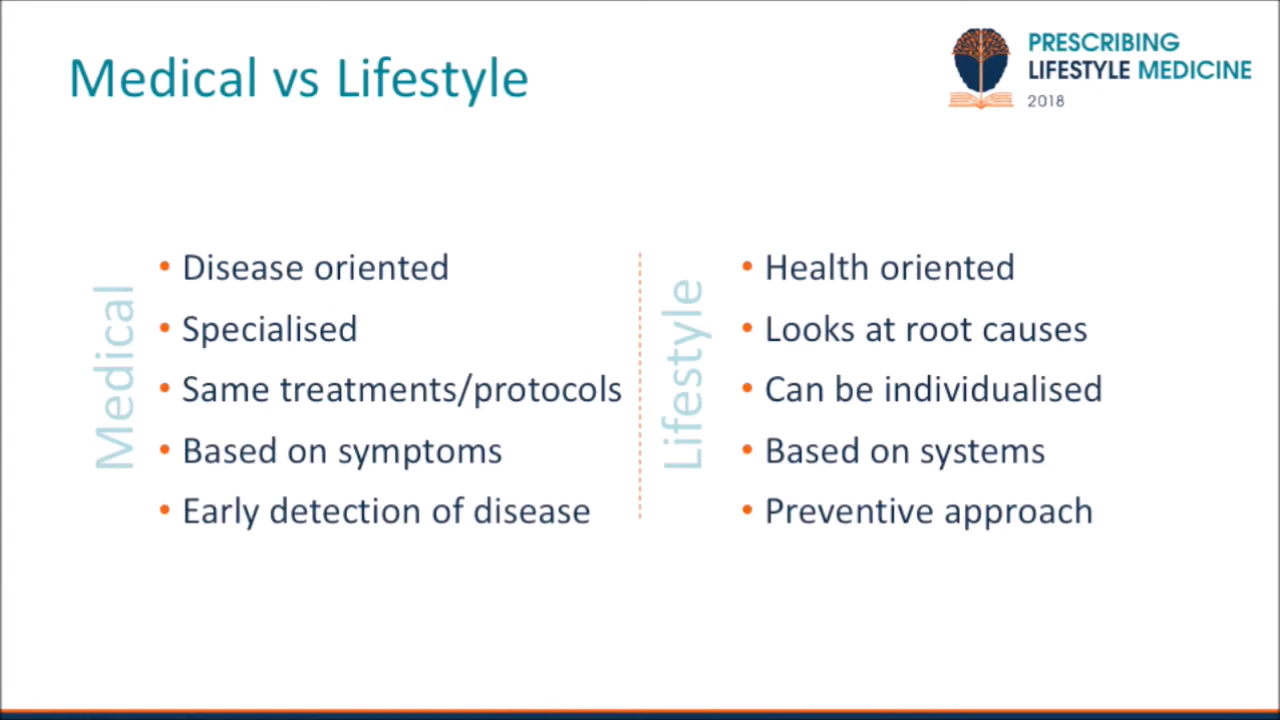 Medical vs Lifestyle
PRESCRIBING
LIFESTYLE MEDICINE
2018
Medical
• Disease oriented
• Specialised
• Same treatments/protocols
• Based on symptoms
• Early detection of disease
Lifestyle
• Health oriented
• Looks at root causes
• Can be individualised
• Based on systems
• Preventive approach